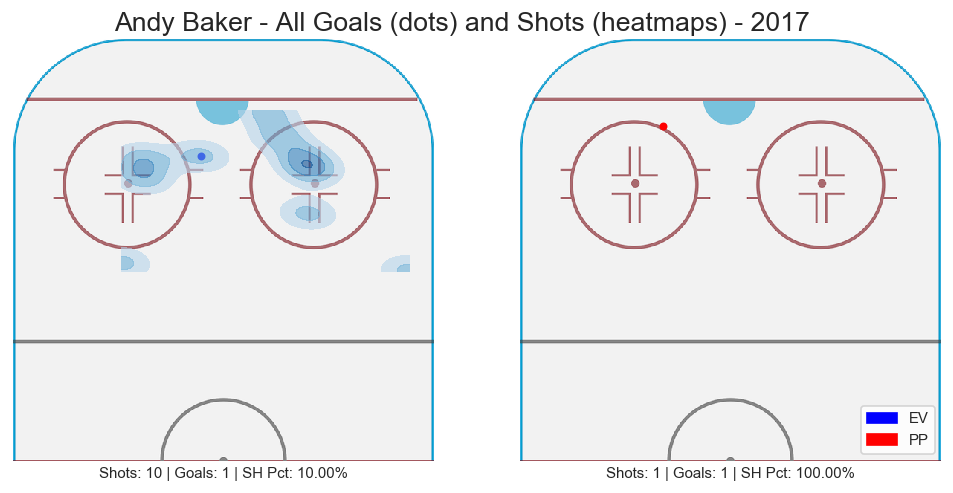 Andy Baker - All Goals (dots) and Shots (heatmaps) - 2017
EV
PP
Shots: 10 | Goals: 1 | SH Pct: 10.00%
Shots: 1 | Goals: 1 | SH Pct: 100.00%